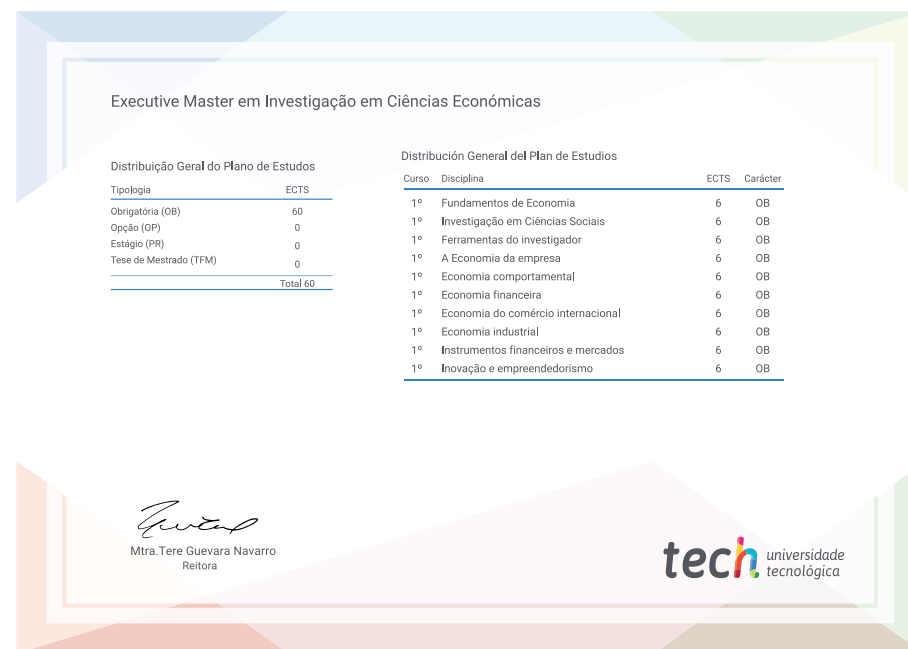 Executive Master em Investigação em Ciências Económicas
Distribuição Geral do Plano de Estudos
Tipologia ECTS
Obrigatória (OB) 60
Opção (OP) 0
Estágio (PR) 0
Tese de Mestrado (TFM) 0
Total 60
Distribución General del Plan de Estudios
Curso Disciplina ECTS Carácter
1º Fundamentos de Economia 6 OB
1º Investigação em Ciências Sociais 6 OB
1º Ferramentas do investigador 6 OB
1º A Economia da empresa 6 OB
1º Economia comportamental 6 OB
1º Economia financeira 6 OB
1º Economia do comércio internacional 6 OB
1º Economia industrial 6 OB
1º Instrumentos financeiros e mercados 6 OB
1º Inovação e empreendedorismo 6 OB
Mtra.Tere Guevara Navarro
Reitora
tech universidade
tecnológica